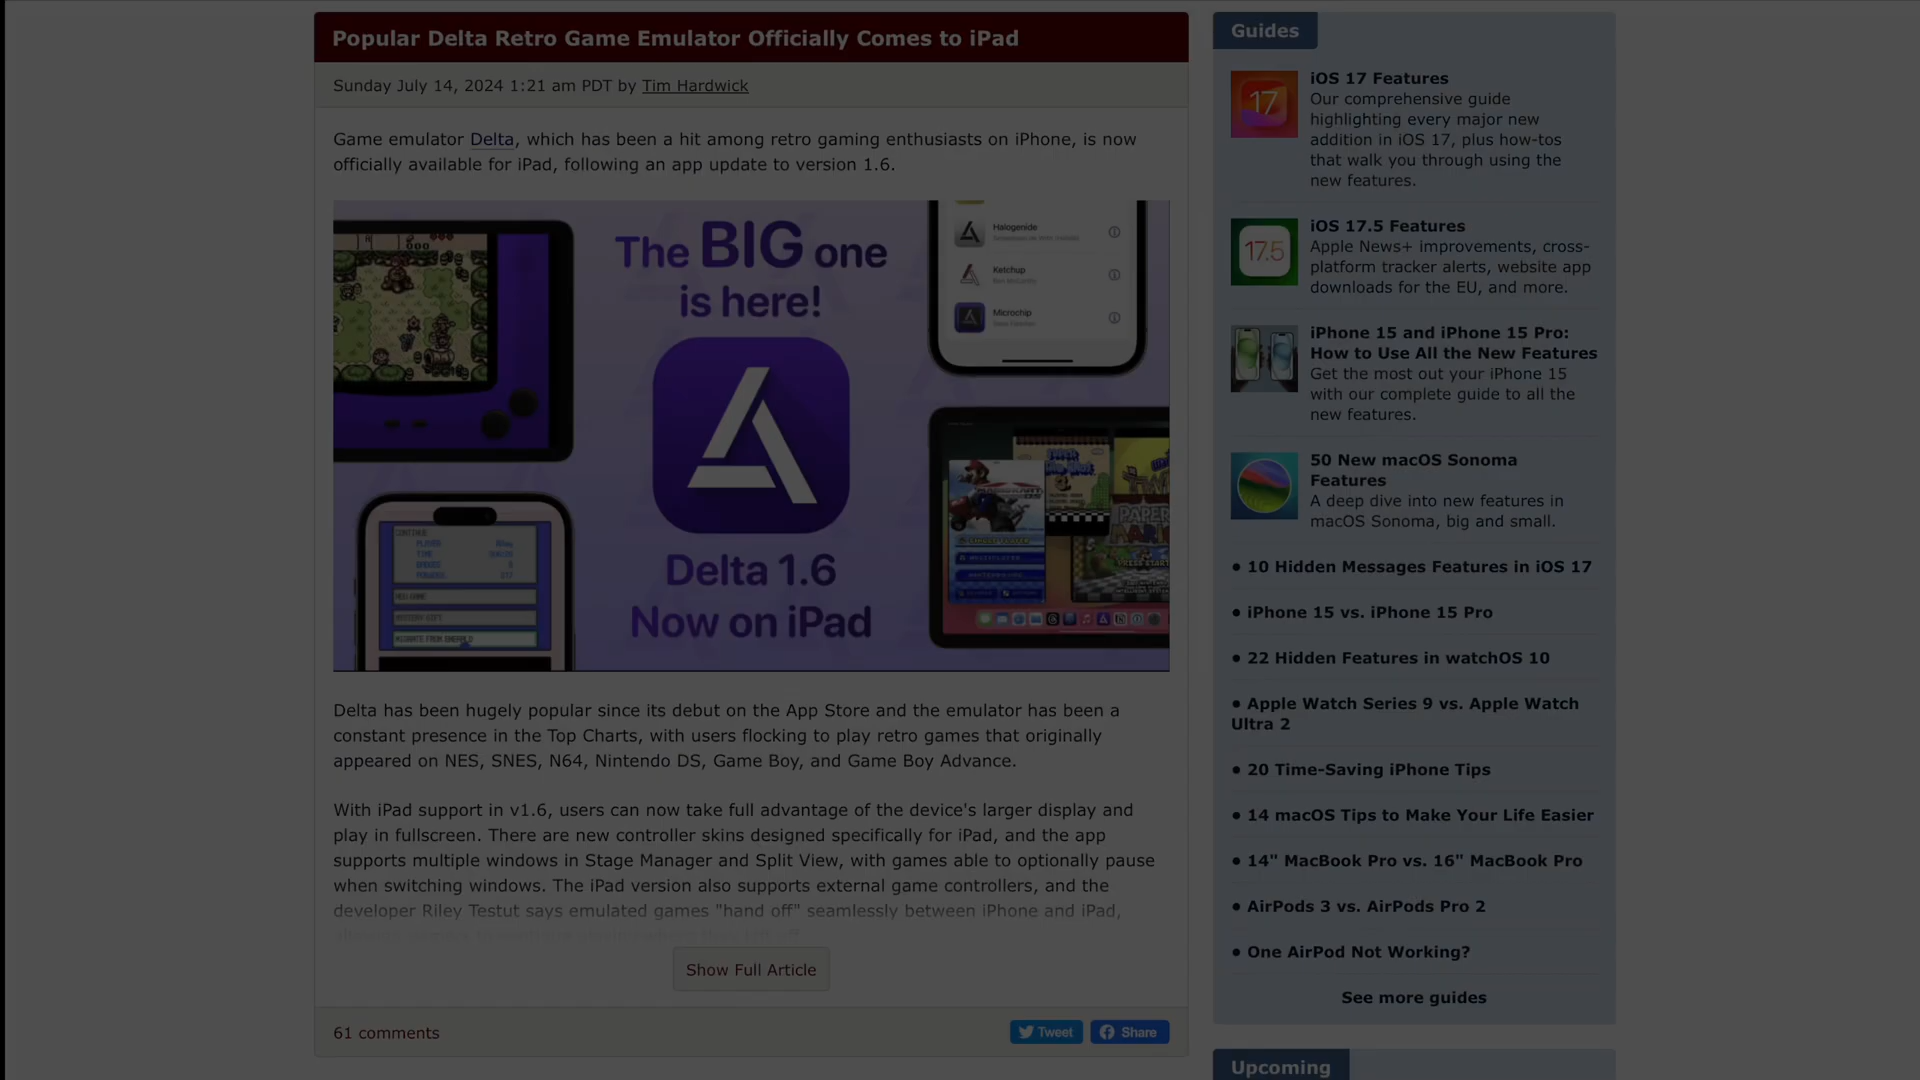 Popular Delta Retro Game Emulator Officially Comes to iPad
Sunday July 14, 2024 1:21 am PDT by Tim Hardwick
Game emulator Delta, which has been a hit among retro gaming enthusiasts on iPhone, is now
officially available for iPad, following an app update to version 1.6.
The BIG one
is here!
Halogenide
Ketchup
Microchip
CONTINUE
PLAYER Riley
TIME
BADGES
POKéDEX
NEW GAME
MYSTERY GIFT
MIGRATE FROM EMERALD
Delta 1.6
Now on iPad
PAPER
MARIO
Delta has been hugely popular since its debut on the App Store and the emulator has been a
constant presence in the Top Charts, with users flocking to play retro games that originally
appeared on NES, SNES, N64, Nintendo DS, Game Boy, and Game Boy Advance.
With iPad support in v1.6, users can now take full advantage of the device's larger display and
play in fullscreen. There are new controller skins designed specifically for iPad, and the app
supports multiple windows in Stage Manager and Split View, with games able to optionally pause
when switching windows. The iPad version also supports external game controllers, and the
developer Riley Testut says emulated games "hand off" seamlessly between iPhone and iPad,
Show Full Article
61 comments
Tweet
Share
Guides
17
iOS 17 Features
Our comprehensive guide
highlighting every major new
addition in iOS 17, plus how-tos
that walk you through using the
new features.
17.5
iOS 17.5 Features
Apple News+ improvements, cross-
platform tracker alerts, website app
downloads for the EU, and more.
iPhone 15 and iPhone 15 Pro:
How to Use All the New Features
Get the most out your iPhone 15
with our complete guide to all the
new features.
50 New macOS Sonoma
Features
A deep dive into new features in
macOS Sonoma, big and small.
• 10 Hidden Messages Features in iOS 17
• iPhone 15 vs. iPhone 15 Pro
• 22 Hidden Features in watchOS 10
• Apple Watch Series 9 vs. Apple Watch
Ultra 2
• 20 Time-Saving iPhone Tips
• 14 macOS Tips to Make Your Life Easier
• 14" MacBook Pro vs. 16" MacBook Pro
• AirPods 3 vs. AirPods Pro 2
• One AirPod Not Working?
See more guides
Upcoming